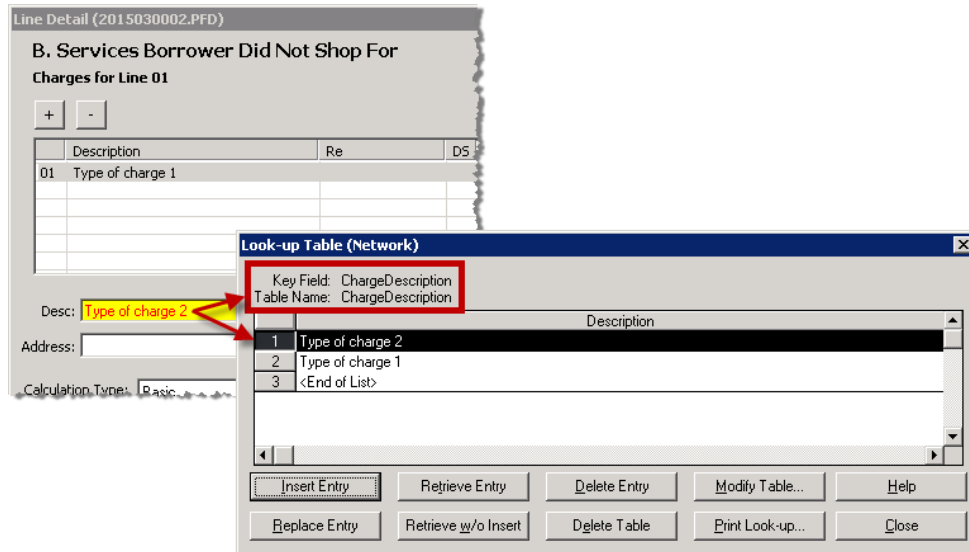 Line Detail (2015030002.PFD)
B. Services Borrower Did Not Shop For
Charges for Line 01
+ -
Description Re DS
01 Type of charge 1
Desc: Type of charge 2
Address:
Calculation Type: Basic
Look-up Table (Network)
Key Field: ChargeDescription
Table Name: ChargeDescription
Description
1 Type of charge 2
2 Type of charge 1
3 <End of List>
Insert Entry Retrieve Entry Delete Entry Modify Table... Help
Replace Entry Retrieve w/o Insert Delete Table Print Look-up... Close